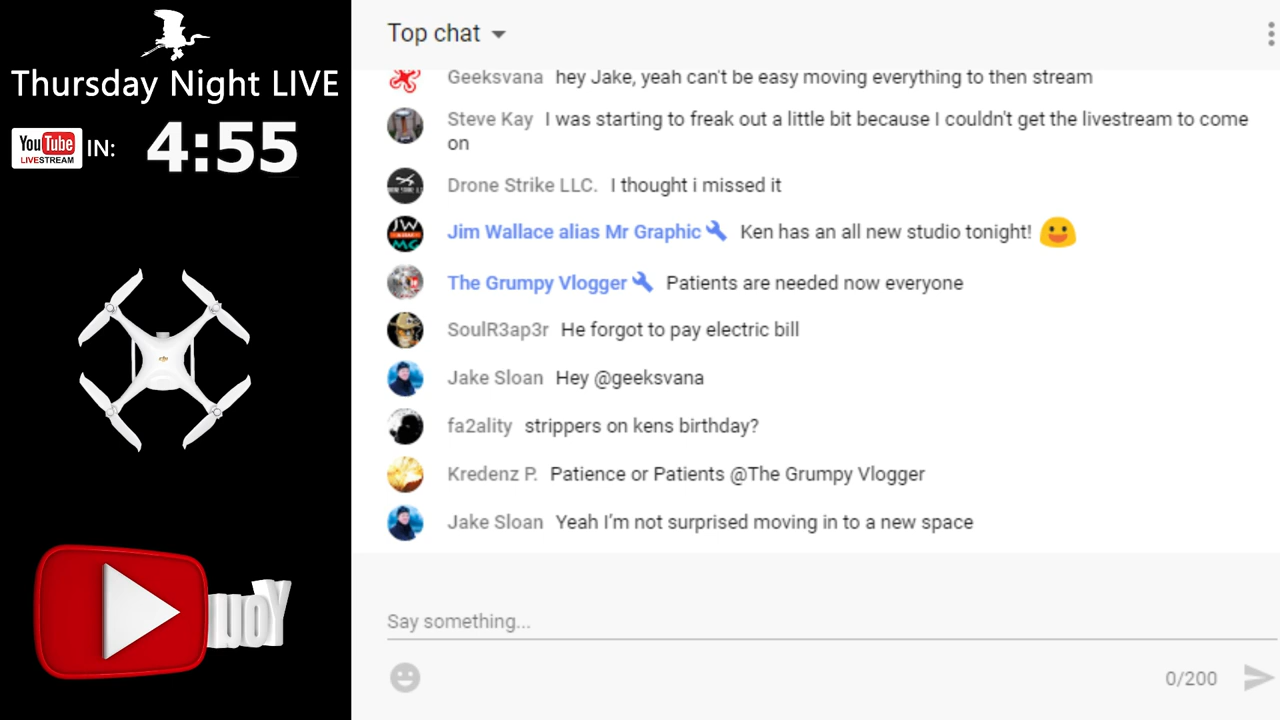 Thursday Night LIVE
YouTube
LIVESTREAM
IN:
4:55
YOU
Top chat
Geeksvana hey Jake, yeah can't be easy moving everything to then stream
Steve Kay I was starting to freak out a little bit because I couldn't get the livestream to come
on
Drone Strike LLC. I thought i missed it
Jim Wallace alias Mr Graphic Ken has an all new studio tonight!
The Grumpy Vlogger Patients are needed now everyone
SoulR3ap3r He forgot to pay electric bill
Jake Sloan Hey @geeksvana
fa2ality strippers on kens birthday?
Kredenz P. Patience or Patients @The Grumpy Vlogger
Jake Sloan Yeah I'm not surprised moving in to a new space
Say something...
0/200